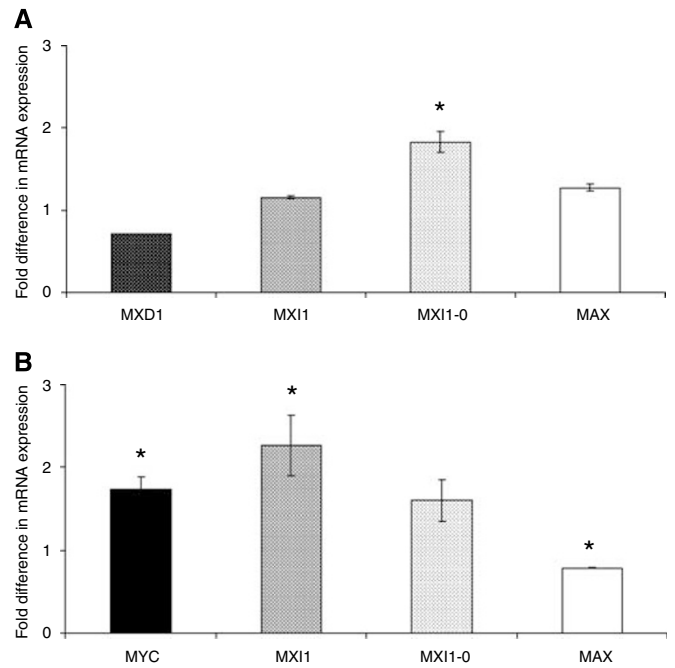 A
Fold difference in mRNA expression
3
2
1
0
*
MXD1 MXI1 MXI1-0 MAX
B
Fold difference in mRNA expression
3
2
1
0
* * *
MYC MXI1 MXI1-0 MAX